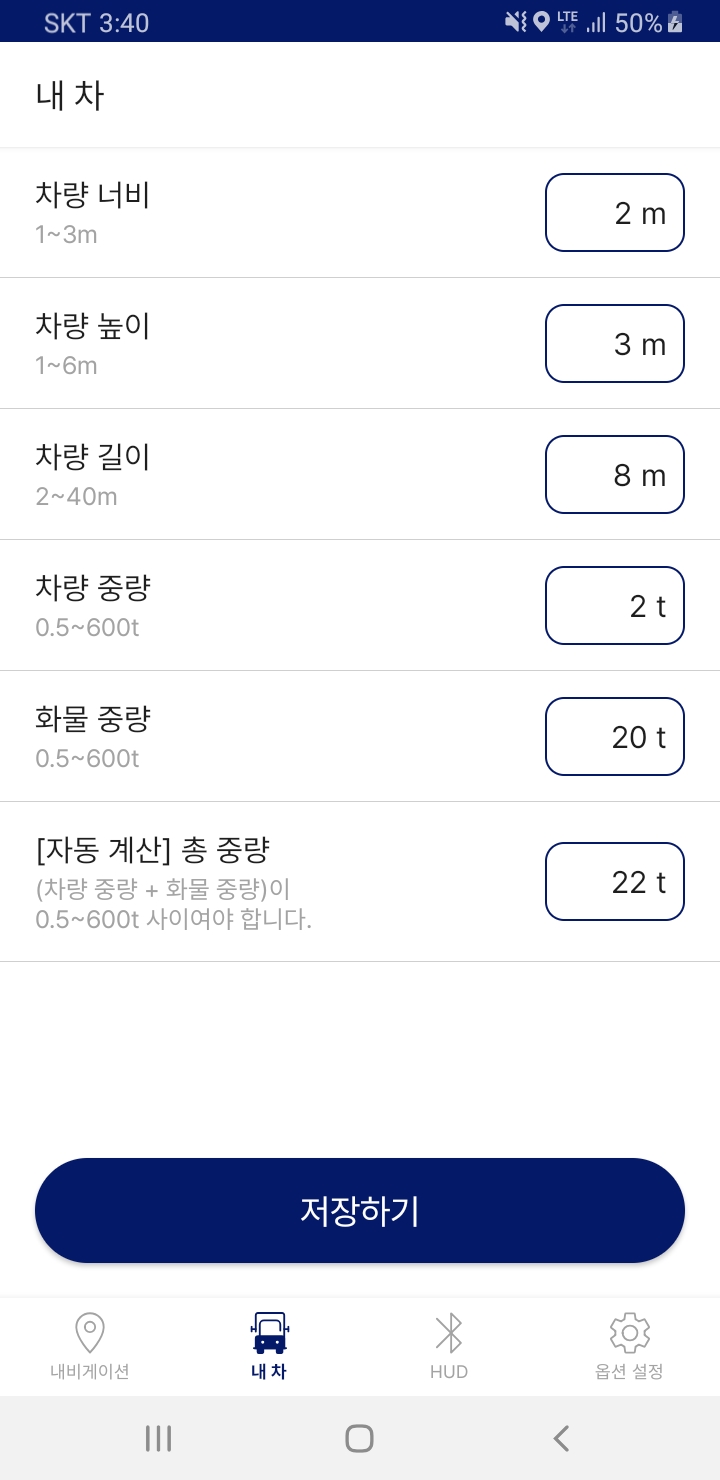 SKT 3:40
LTE 50%
내 차
차량 너비
1~3m
2 m
차량 높이
1~6m
3 m
차량 길이
2~40m
8 m
차량 중량
0.5~600t
2 t
화물 중량
0.5~600t
20 t
[자동 계산] 총 중량
(차량 중량 + 화물 중량)이
0.5~600t 사이여야 합니다.
22 t
저장하기
내비게이션
내 차
HUD
옵션 설정